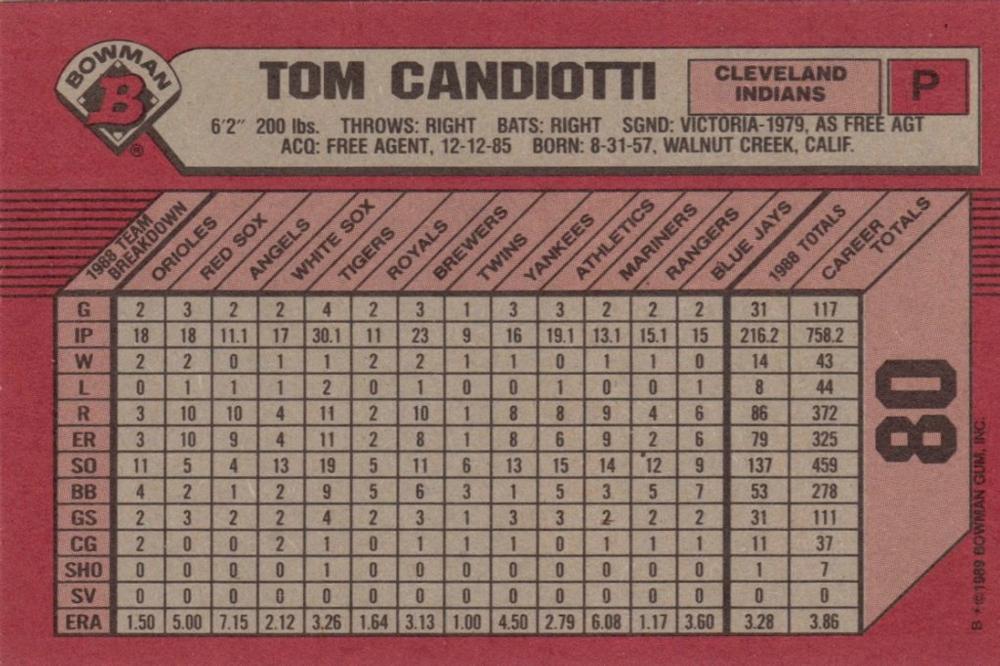 BOWMAN
B
®
TOM CANDIOTTI
CLEVELAND
INDIANS
P
6'2" 200 lbs. THROWS: RIGHT BATS: RIGHT SGND: VICTORIA-1979, AS FREE AGT
ACQ: FREE AGENT, 12-12-85 BORN: 8-31-57, WALNUT CREEK, CALIF.
1988 TEAM BREAKDOWN ORIOLES RED SOX ANGELS WHITE SOX TIGERS ROYALS BREWERS TWINS YANKEES ATHLETICS MARINERS RANGERS BLUE JAYS 1988 TOTALS CAREER TOTALS
G 2 3 2 2 4 2 3 1 3 3 2 2 2 31 117
IP 18 18 11.1 17 30.1 11 23 9 16 19.1 13.1 15.1 15 216.2 758.2
W 2 2 0 1 1 2 2 1 1 0 1 1 0 14 43
L 0 1 1 1 2 0 1 0 0 1 0 0 1 8 44
R 3 10 10 4 11 2 10 1 8 8 9 4 6 86 372
ER 3 10 9 4 11 2 8 1 8 6 9 2 6 79 325
SO 11 5 4 13 19 5 11 6 13 15 14 12 9 137 459
BB 4 2 1 2 9 5 6 3 1 5 3 5 7 53 278
GS 2 3 2 2 4 2 3 1 3 3 2 2 2 31 111
CG 2 0 0 2 1 0 1 1 1 0 1 1 1 11 37
SHO 0 0 0 0 1 0 0 0 0 0 0 0 0 1 7
SV 0 0 0 0 0 0 0 0 0 0 0 0 0 0 0
ERA 1.50 5.00 7.15 2.12 3.26 1.64 3.13 1.00 4.50 2.79 6.08 1.17 3.60 3.28 3.86
80
B * © 1989 BOWMAN GUM, INC.